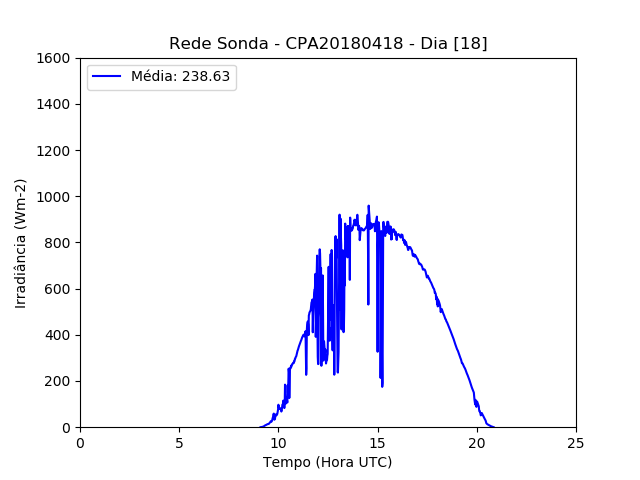 Rede Sonda - CPA20180418 - Dia [18]
Média: 238.63
1600
1400
1200
1000
800
600
400
200
0
Irradiância (Wm-2)
0 5 10 15 20 25
Tempo (Hora UTC)